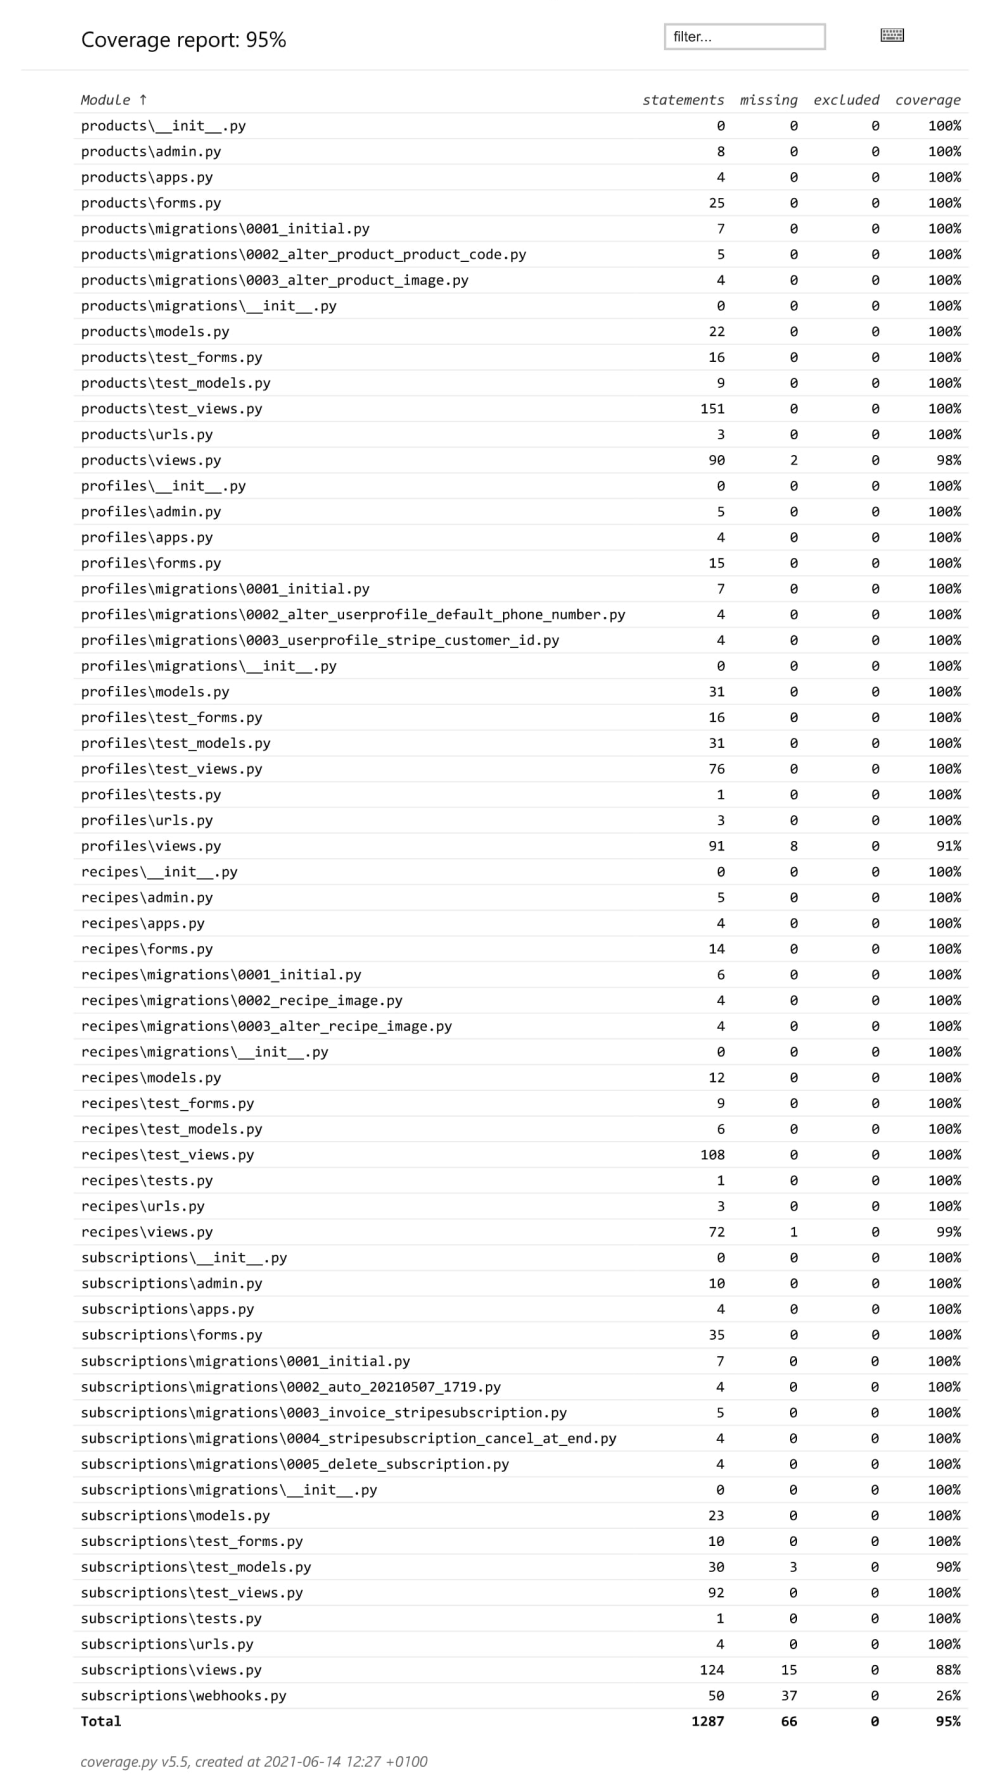 Coverage report: 95%
filter...
Module ↑ statements missing excluded coverage
products\__init__.py 0 0 0 100%
products\admin.py 8 0 0 100%
products\apps.py 4 0 0 100%
products\forms.py 25 0 0 100%
products\migrations\0001_initial.py 7 0 0 100%
products\migrations\0002_alter_product_product_code.py 5 0 0 100%
products\migrations\0003_alter_product_image.py 4 0 0 100%
products\migrations\__init__.py 0 0 0 100%
products\models.py 22 0 0 100%
products\test_forms.py 16 0 0 100%
products\test_models.py 9 0 0 100%
products\test_views.py 151 0 0 100%
products\urls.py 3 0 0 100%
products\views.py 90 2 0 98%
profiles\__init__.py 0 0 0 100%
profiles\admin.py 5 0 0 100%
profiles\apps.py 4 0 0 100%
profiles\forms.py 15 0 0 100%
profiles\migrations\0001_initial.py 7 0 0 100%
profiles\migrations\0002_alter_userprofile_default_phone_number.py 4 0 0 100%
profiles\migrations\0003_userprofile_stripe_customer_id.py 4 0 0 100%
profiles\migrations\__init__.py 0 0 0 100%
profiles\models.py 31 0 0 100%
profiles\test_forms.py 16 0 0 100%
profiles\test_models.py 31 0 0 100%
profiles\test_views.py 76 0 0 100%
profiles\tests.py 1 0 0 100%
profiles\urls.py 3 0 0 100%
profiles\views.py 91 8 0 91%
recipes\__init__.py 0 0 0 100%
recipes\admin.py 5 0 0 100%
recipes\apps.py 4 0 0 100%
recipes\forms.py 14 0 0 100%
recipes\migrations\0001_initial.py 6 0 0 100%
recipes\migrations\0002_recipe_image.py 4 0 0 100%
recipes\migrations\0003_alter_recipe_image.py 4 0 0 100%
recipes\migrations\__init__.py 0 0 0 100%
recipes\models.py 12 0 0 100%
recipes\test_forms.py 9 0 0 100%
recipes\test_models.py 6 0 0 100%
recipes\test_views.py 108 0 0 100%
recipes\tests.py 1 0 0 100%
recipes\urls.py 3 0 0 100%
recipes\views.py 72 1 0 99%
subscriptions\__init__.py 0 0 0 100%
subscriptions\admin.py 10 0 0 100%
subscriptions\apps.py 4 0 0 100%
subscriptions\forms.py 35 0 0 100%
subscriptions\migrations\0001_initial.py 7 0 0 100%
subscriptions\migrations\0002_auto_20210507_1719.py 4 0 0 100%
subscriptions\migrations\0003_invoice_stripesubscription.py 5 0 0 100%
subscriptions\migrations\0004_stripesubscription_cancel_at_end.py 4 0 0 100%
subscriptions\migrations\0005_delete_subscription.py 4 0 0 100%
subscriptions\migrations\__init__.py 0 0 0 100%
subscriptions\models.py 23 0 0 100%
subscriptions\test_forms.py 10 0 0 100%
subscriptions\test_models.py 30 3 0 90%
subscriptions\test_views.py 92 0 0 100%
subscriptions\tests.py 1 0 0 100%
subscriptions\urls.py 4 0 0 100%
subscriptions\views.py 124 15 0 88%
subscriptions\webhooks.py 50 37 0 26%
Total 1287 66 0 95%
coverage.py v5.5, created at 2021-06-14 12:27 +0100